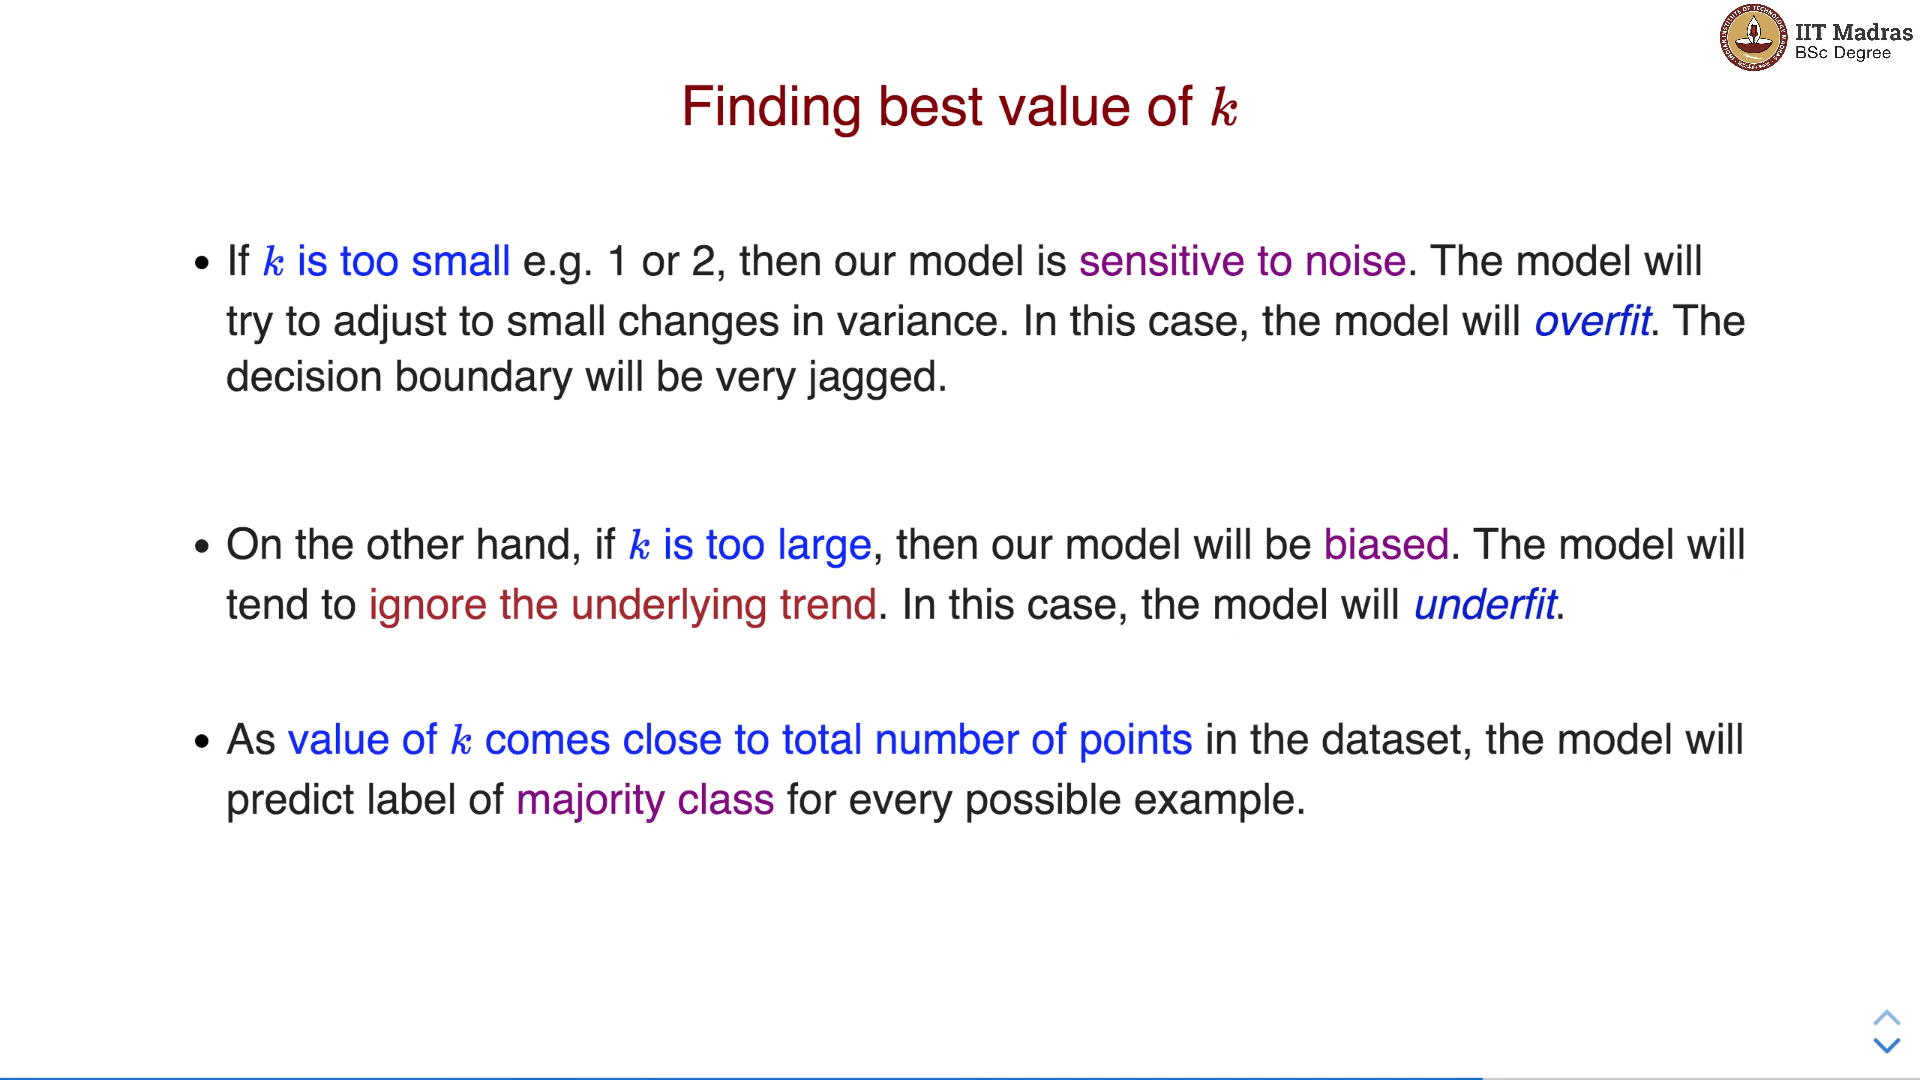 IIT Madras
BSc Degree
Finding best value of k
• If k is too small e.g. 1 or 2, then our model is sensitive to noise. The model will
try to adjust to small changes in variance. In this case, the model will overfit. The
decision boundary will be very jagged.
• On the other hand, if k is too large, then our model will be biased. The model will
tend to ignore the underlying trend. In this case, the model will underfit.
• As value of k comes close to total number of points in the dataset, the model will
predict label of majority class for every possible example.